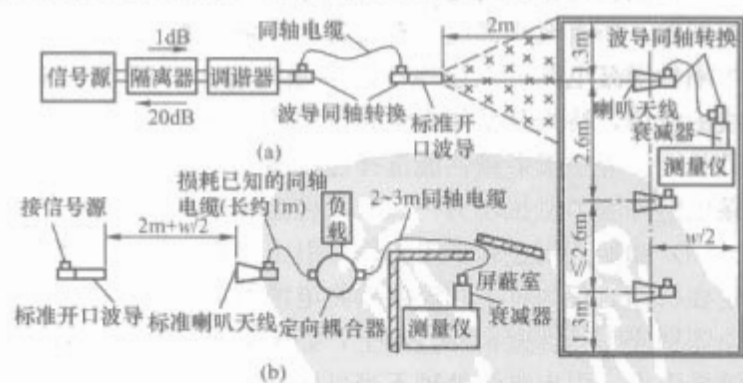 1dB
同轴电缆
2m
1.3m
波导同轴转换
信号源
隔离器
调谐器
喇叭天线
20dB
波导同轴转换
标准开口波导
衰减器
测量仪
(a)
2.6m
损耗已知的同轴电缆(长约1m)
负载
2~3m同轴电缆
接信号源
2m+w/2
≤2.6m
w/2
屏蔽室
标准开口波导
标准喇叭天线
定向耦合器
测量仪
衰减器
1.3m
(b)